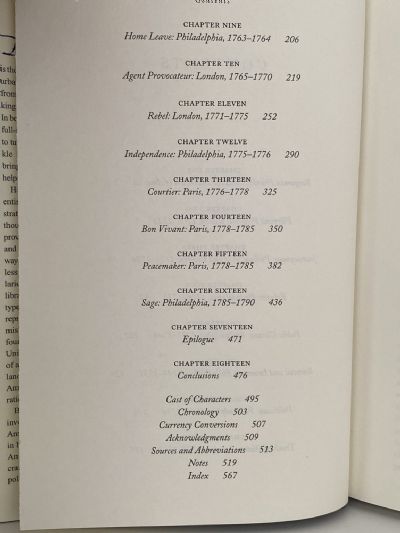 Contents
CHAPTER NINE
Home Leave: Philadelphia, 1763–1764 206
CHAPTER TEN
Agent Provocateur: London, 1765–1770 219
CHAPTER ELEVEN
Rebel: London, 1771–1775 252
CHAPTER TWELVE
Independence: Philadelphia, 1775–1776 290
CHAPTER THIRTEEN
Courtier: Paris, 1776–1778 325
CHAPTER FOURTEEN
Bon Vivant: Paris, 1778–1785 350
CHAPTER FIFTEEN
Peacemaker: Paris, 1778–1785 382
CHAPTER SIXTEEN
Sage: Philadelphia, 1785–1790 436
CHAPTER SEVENTEEN
Epilogue 471
CHAPTER EIGHTEEN
Conclusions 476
Cast of Characters 495
Chronology 503
Currency Conversions 507
Acknowledgments 509
Sources and Abbreviations 513
Notes 519
Index 567